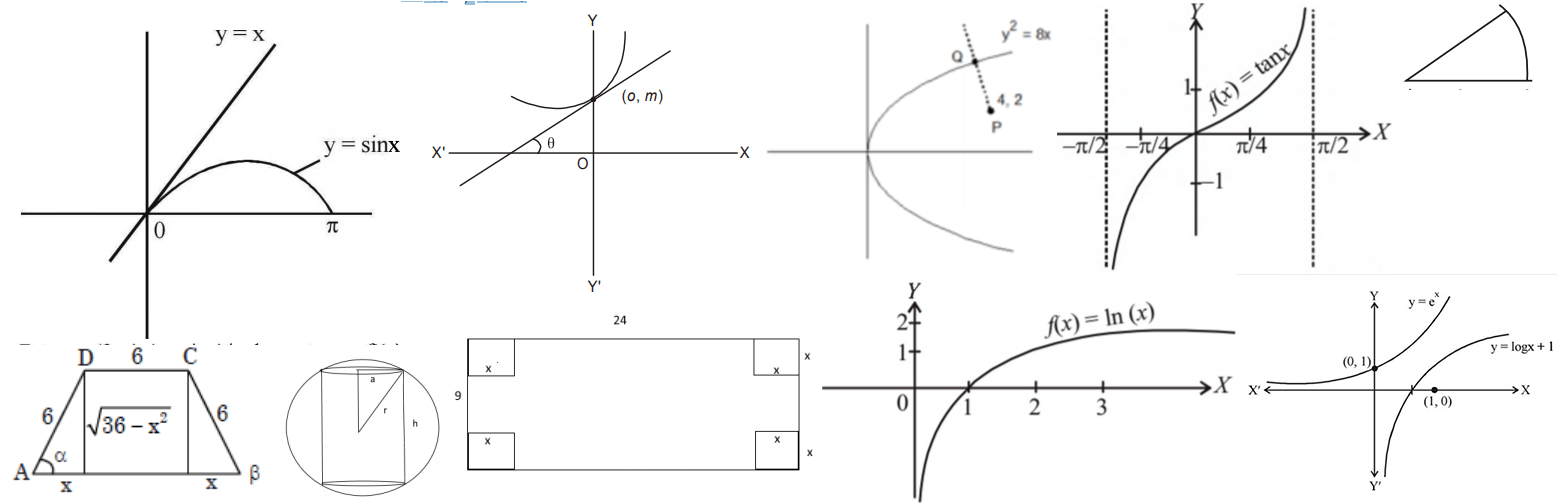 y = x
y = sinx
0
π
Y
(o, m)
θ
X'
X
O
Y'
y² = 8x
Q
4, 2
P
Y
1
f(x) = tanx
X
–π/2
–π/4
π/4
π/2
–1
D 6 C
6
√36 – x²
6
A
α
β
x
x
a
r
h
24
x
x
x
9
x
x
x
Y
2
1
f(x) = ln (x)
0
1
2
3
X
Y
y = eˣ
y = logx + 1
(0, 1)
X'
X
(1, 0)
Y'